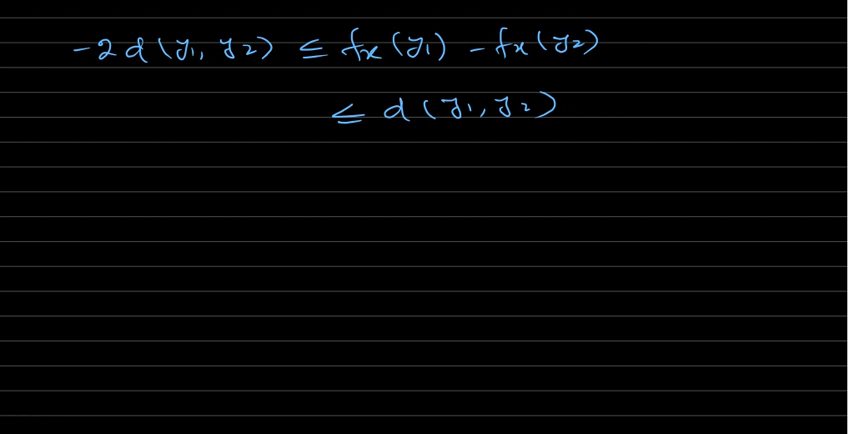 -2d(y₁, y₂) ≤ fx(y₁) - fx(y₂)
≤ d(y₁, y₂)